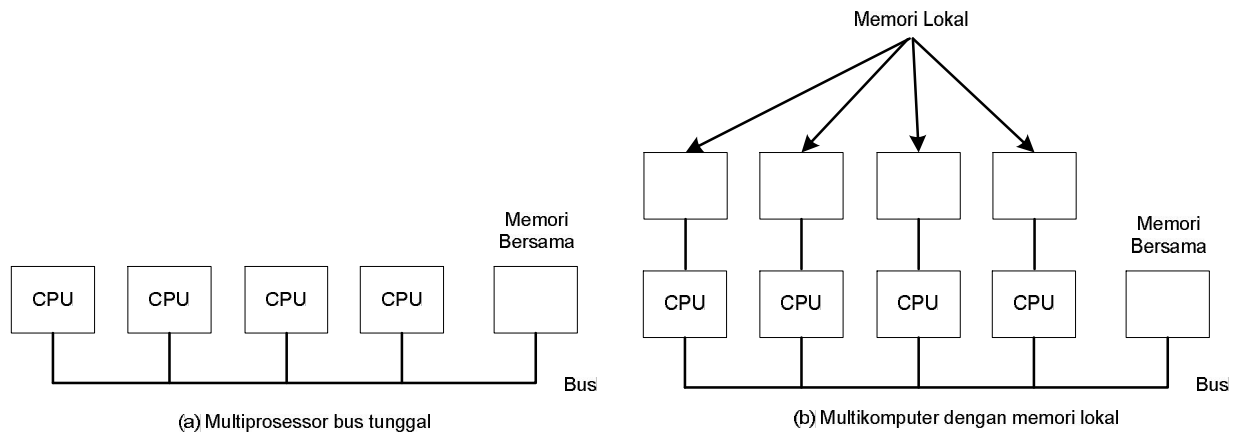 Memori Lokal
Memori
Bersama
CPU
CPU
CPU
CPU
Bus
(a) Multiprosessor bus tunggal
Memori
Bersama
CPU
CPU
CPU
CPU
Bus
(b) Multikomputer dengan memori lokal